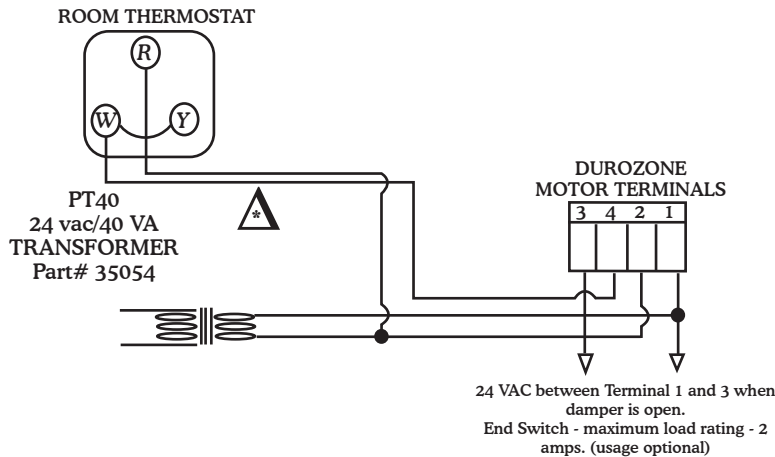 ROOM THERMOSTAT
R
W
Y
PT40
24 vac/40 VA
TRANSFORMER
Part# 35054
*
DUROZONE
MOTOR TERMINALS
3 4 2 1
24 VAC between Terminal 1 and 3 when
damper is open.
End Switch - maximum load rating - 2
amps. (usage optional)